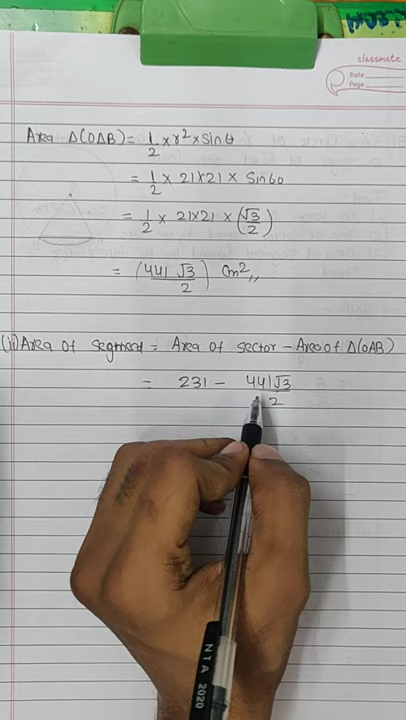 classmate
Date
Page
Area Δ(OAB) = 1/2 × r² × Sinθ
= 1/2 × 21×21 × Sin60
= 1/2 × 21×21 × (√3/2)
= (441√3/2) Cm²,,
(ii) Area of segment = Area of sector - Area of Δ(OAB)
= 231 - 441√3/2
NTA 2020